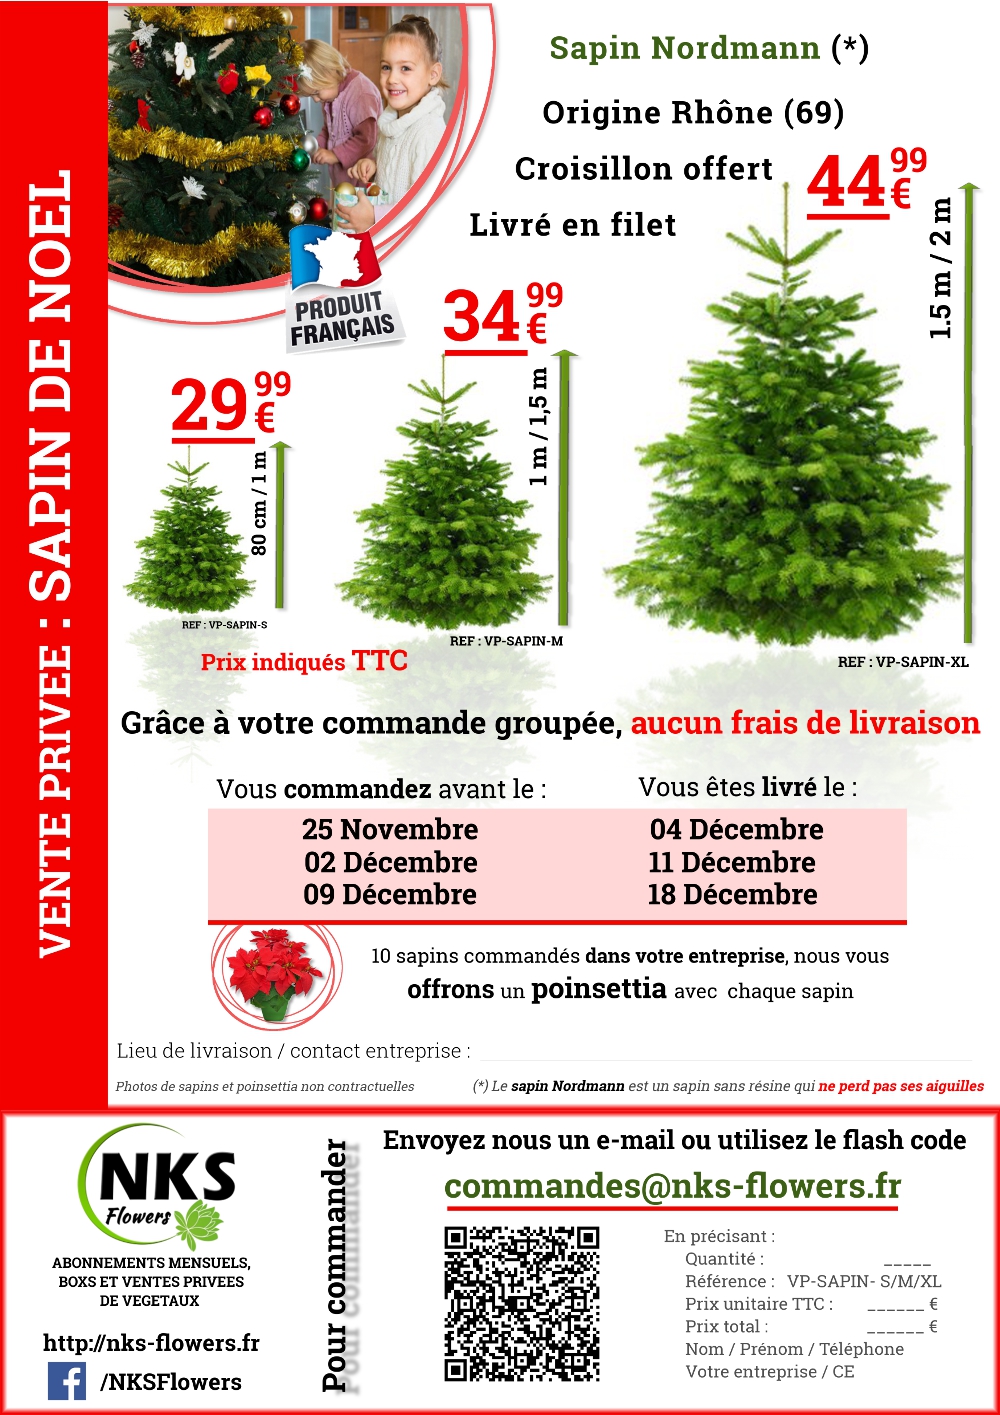 VENTE PRIVEE : SAPIN DE NOEL
Sapin Nordmann (*)
Origine Rhône (69)
Croisillon offert
Livré en filet
PRODUIT
FRANÇAIS
29 99 €
80 cm / 1 m
REF : VP-SAPIN-S
34 99 €
1 m / 1,5 m
REF : VP-SAPIN-M
44 99 €
1.5 m / 2 m
REF : VP-SAPIN-XL
Prix indiqués TTC
Grâce à votre commande groupée, aucun frais de livraison
Vous commandez avant le : Vous êtes livré le :
25 Novembre 04 Décembre
02 Décembre 11 Décembre
09 Décembre 18 Décembre
10 sapins commandés dans votre entreprise, nous vous
offrons un poinsettia avec chaque sapin
Lieu de livraison / contact entreprise :
Photos de sapins et poinsettia non contractuelles (*) Le sapin Nordmann est un sapin sans résine qui ne perd pas ses aiguilles
NKS
Flowers
ABONNEMENTS MENSUELS,
BOXS ET VENTES PRIVEES
DE VEGETAUX
http://nks-flowers.fr
f /NKSFlowers
Pour commander
Envoyez nous un e-mail ou utilisez le flash code
commandes@nks-flowers.fr
En précisant :
Quantité : _____
Référence : VP-SAPIN- S/M/XL
Prix unitaire TTC : ______ €
Prix total : ______ €
Nom / Prénom / Téléphone
Votre entreprise / CE